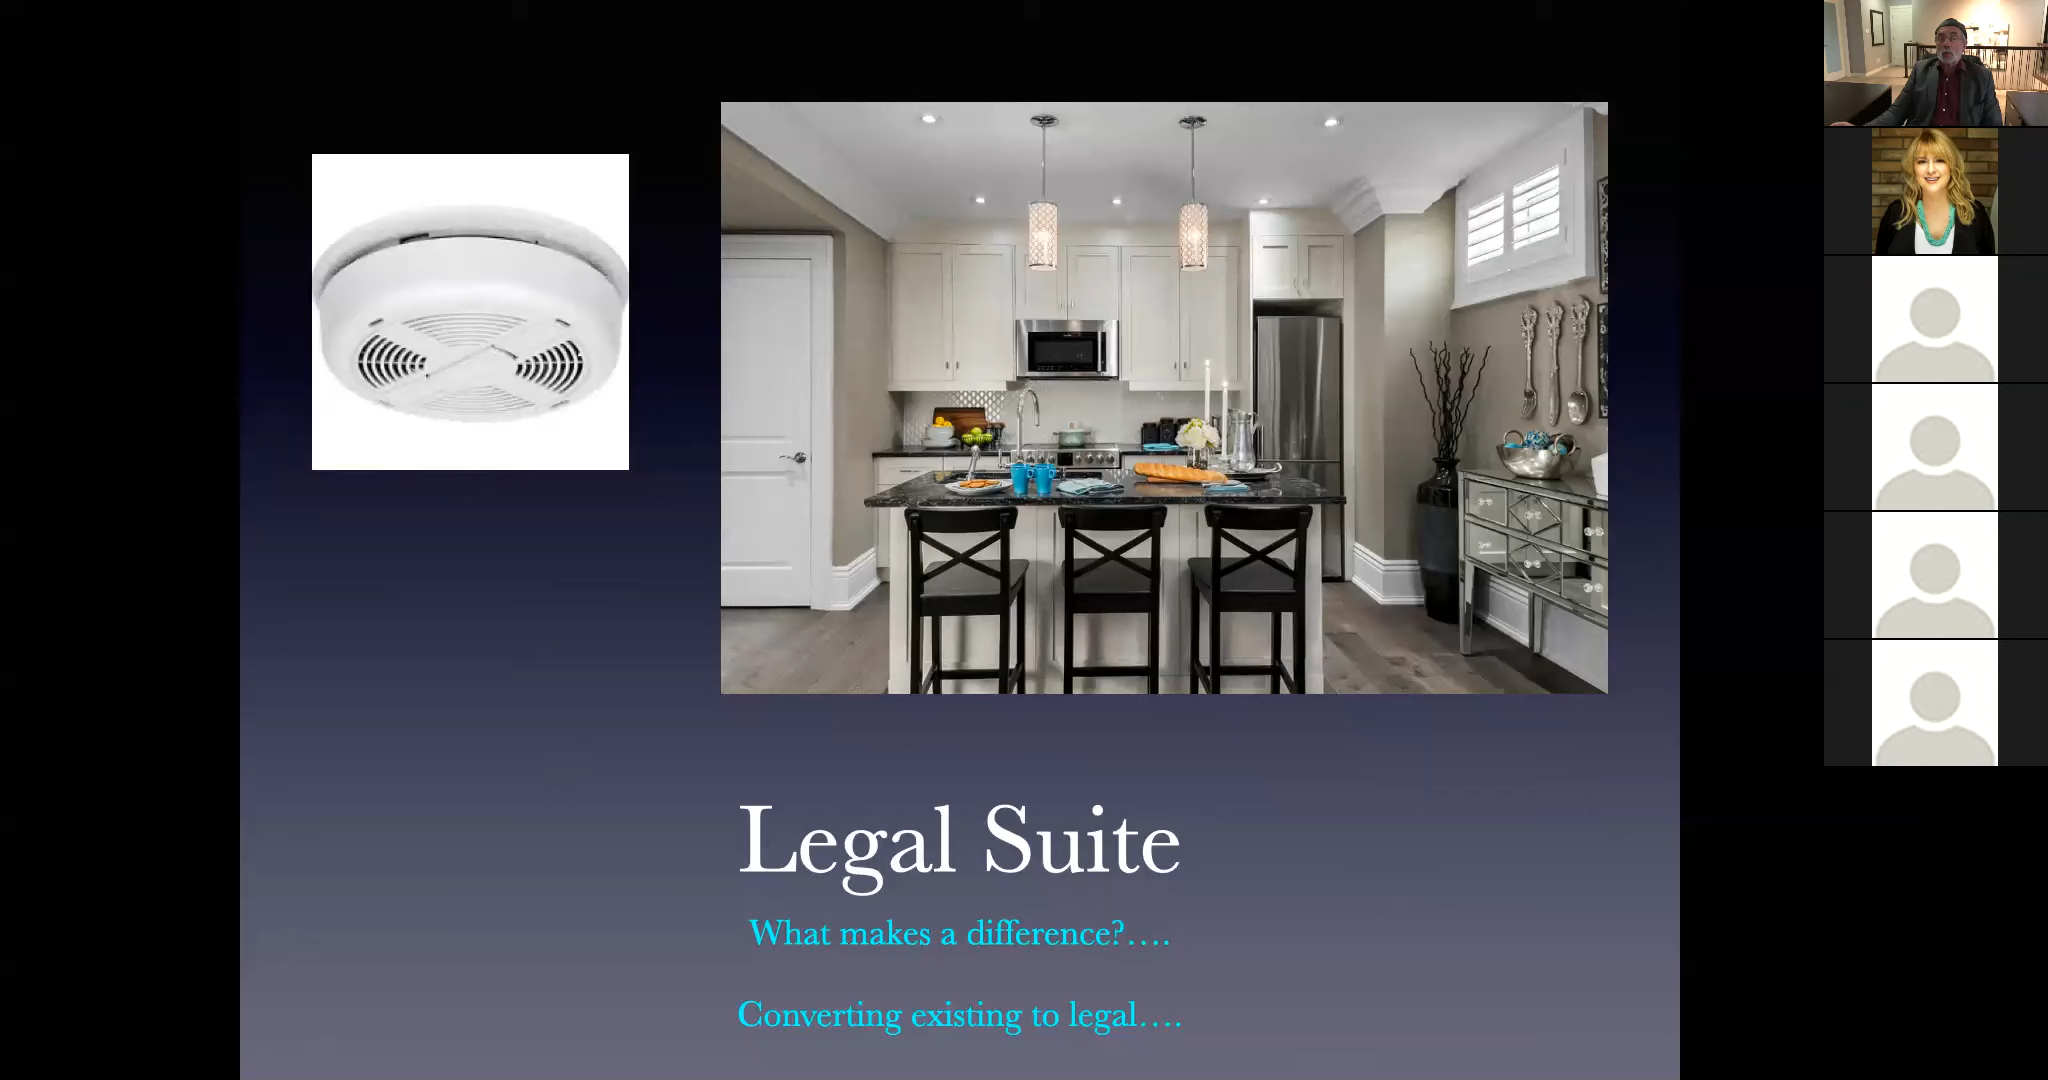 Legal Suite
What makes a difference?....
Converting existing to legal....